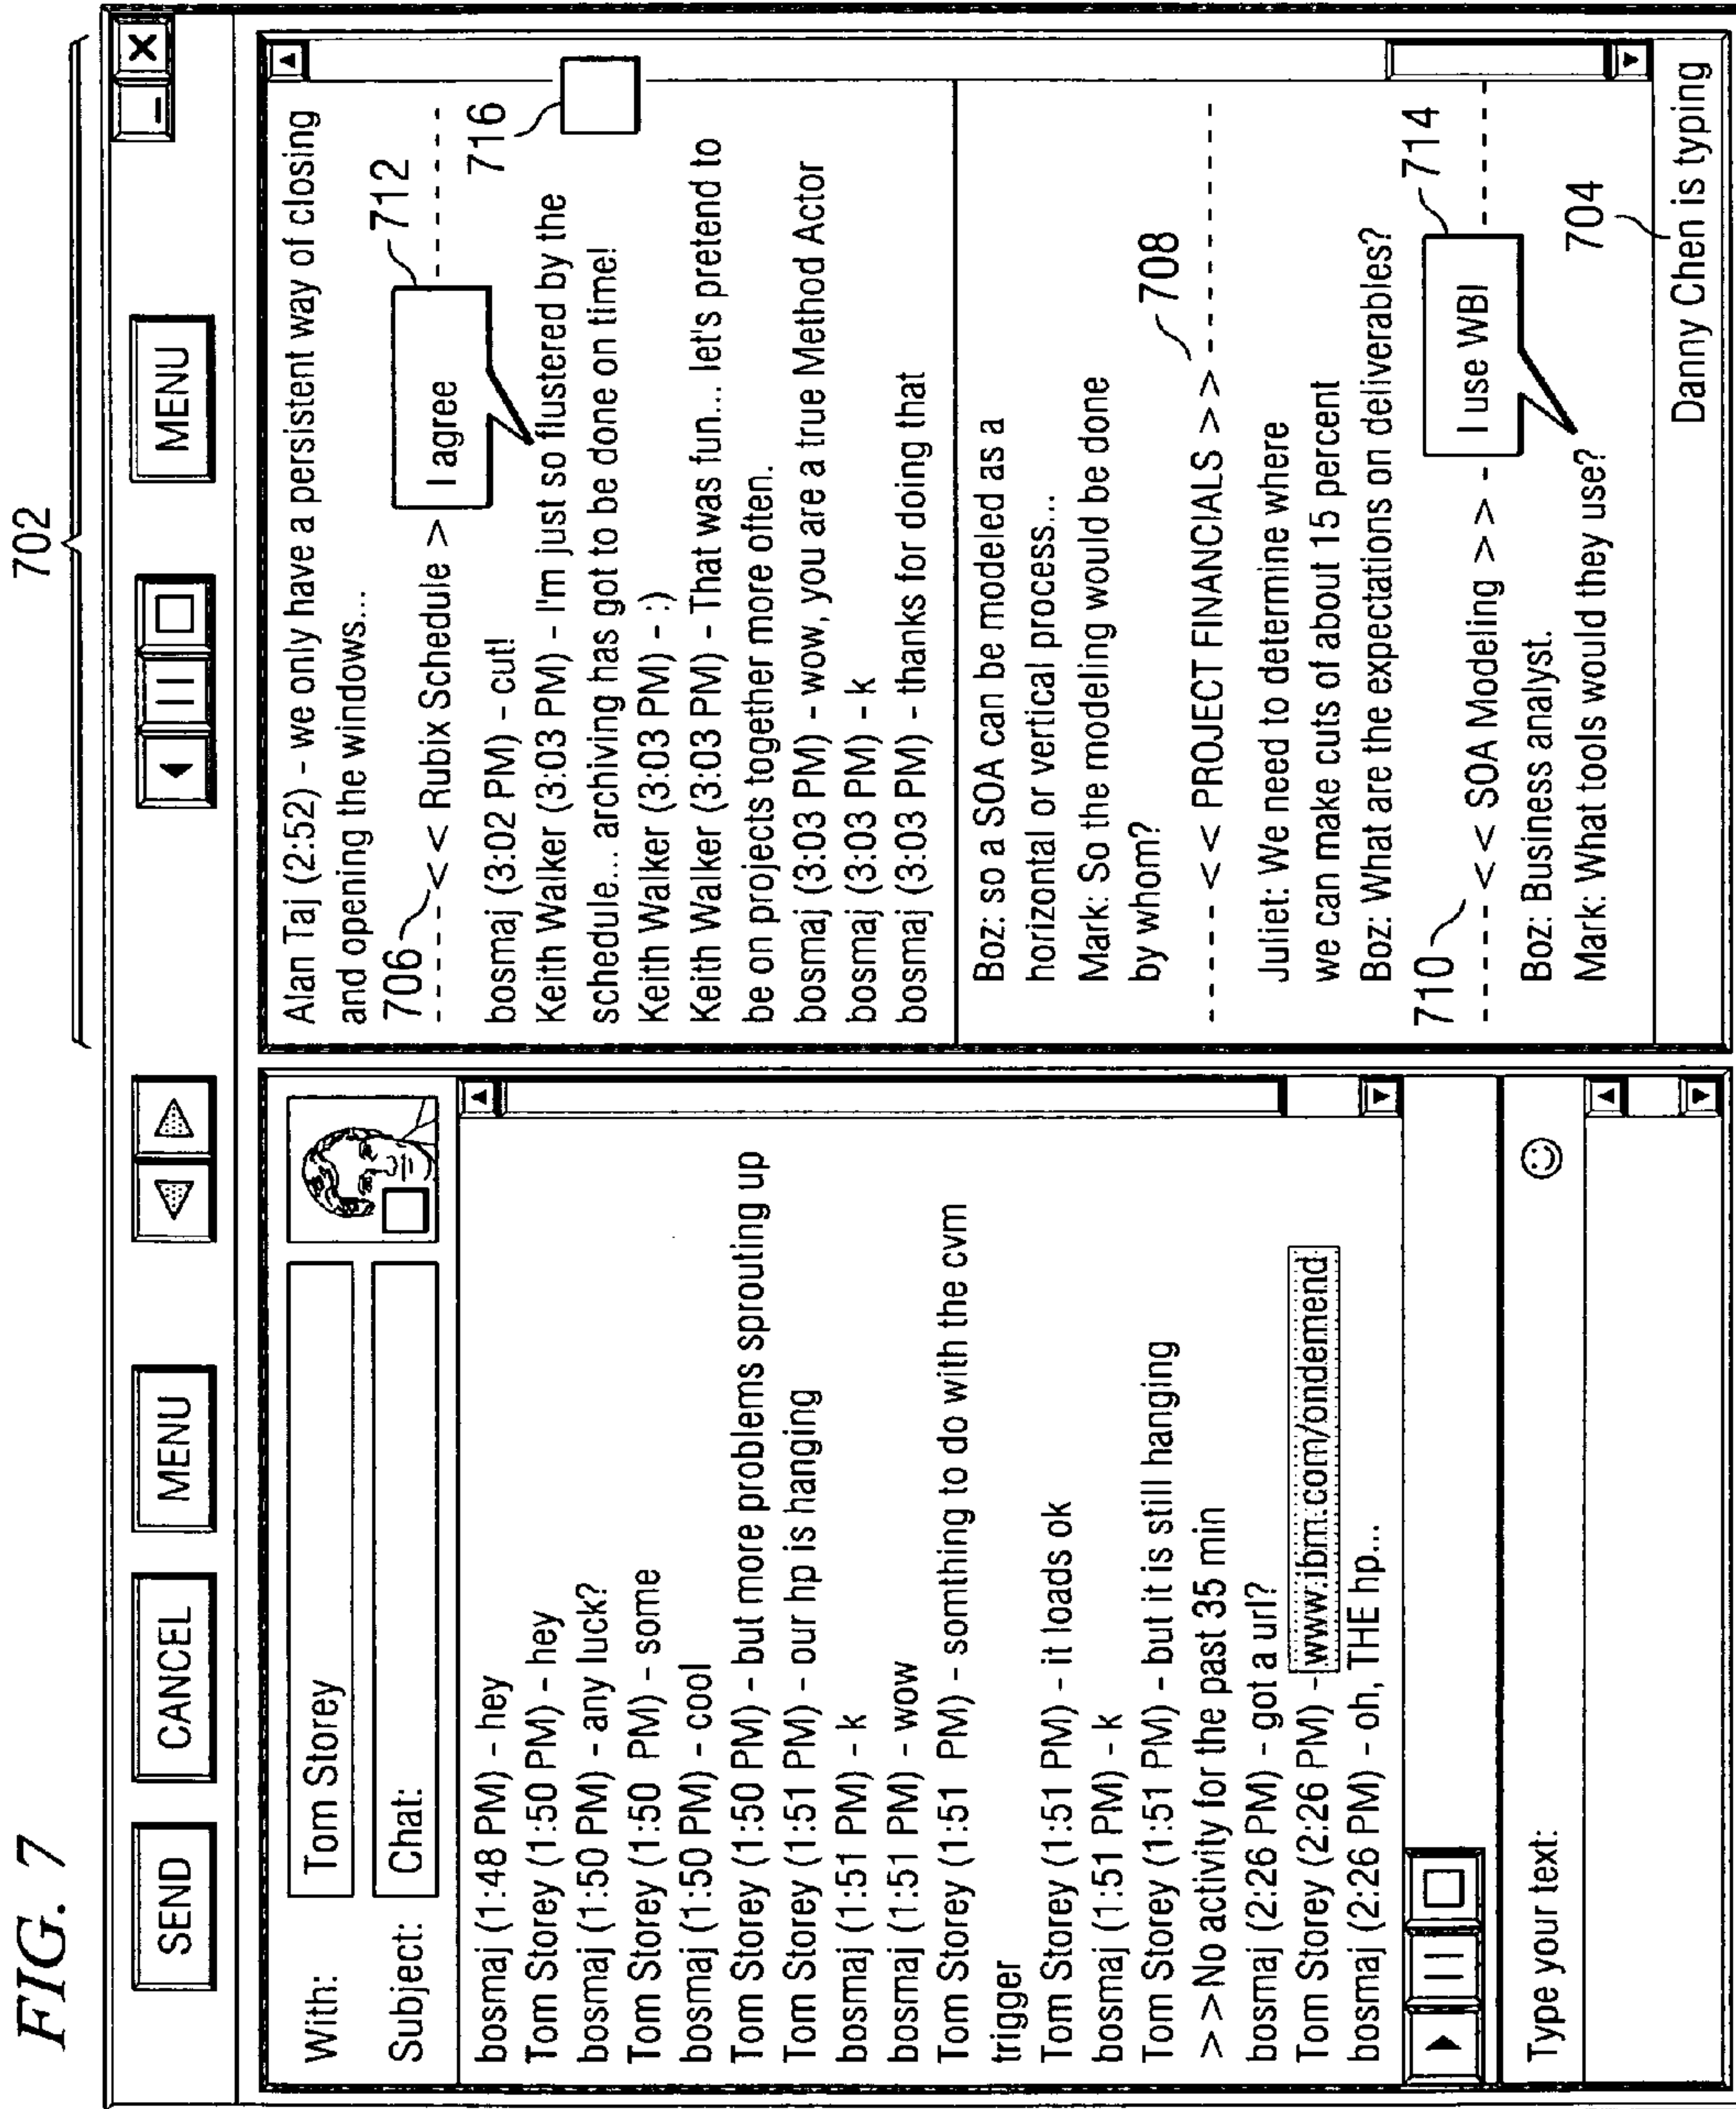 FIG. 7
702
SEND
CANCEL
MENU
MENU
With:
Tom Storey
Subject:
Chat:
bosmaj (1:48 PM) - hey
Tom Storey (1:50 PM) - hey
bosmaj (1:50 PM) - any luck?
Tom Storey (1:50 PM) - some
bosmaj (1:50 PM) - cool
Tom Storey (1:50 PM) - but more problems sprouting up
Tom Storey (1:51 PM) - our hp is hanging
bosmaj (1:51 PM) - k
bosmaj (1:51 PM) - wow
Tom Storey (1:51 PM) - somthing to do with the cvm
trigger
Tom Storey (1:51 PM) - it loads ok
bosmaj (1:51 PM) - k
Tom Storey (1:51 PM) - but it is still hanging
>>No activity for the past 35 min
bosmaj (2:26 PM) - got a url?
Tom Storey (2:26 PM) - www.ibm.com/ondemend
bosmaj (2:26 PM) - oh, THE hp...
Type your text:
Alan Taj (2:52) - we only have a persistent way of closing
and opening the windows...
706
712
----- << Rubix Schedule > ------
I agree
716
bosmaj (3:02 PM) - cut!
Keith Walker (3:03 PM) - I'm just so flustered by the
schedule... archiving has got to be done on time!
Keith Walker (3:03 PM) - :)
Keith Walker (3:03 PM) - That was fun... let's pretend to
be on projects together more often.
bosmaj (3:03 PM) - wow, you are a true Method Actor
bosmaj (3:03 PM) - k
bosmaj (3:03 PM) - thanks for doing that
Boz: so a SOA can be modeled as a
horizontal or vertical process...
Mark: So the modeling would be done
by whom?
708
----- << PROJECT FINANCIALS >> ----------
Juliet: We need to determine where
we can make cuts of about 15 percent
Boz: What are the expectations on deliverables?
710
714
----- << SOA Modeling >> - ------
I use WBI
Boz: Business analyst.
Mark: What tools would they use?
704
Danny Chen is typing